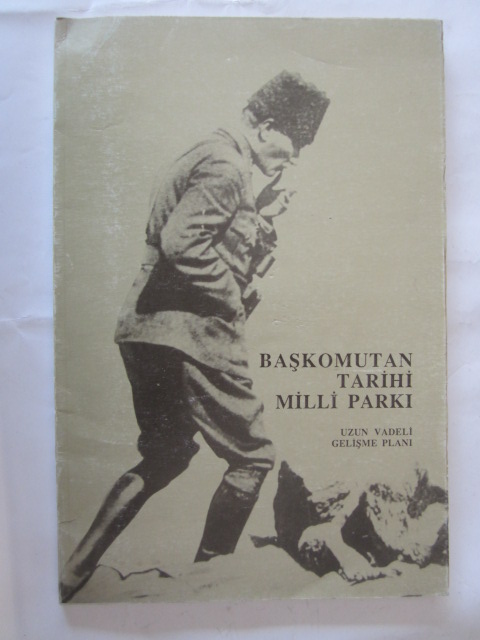 BAŞKOMUTAN
TARİHİ
MİLLİ PARKI
UZUN VADELİ
GELİŞME PLANI